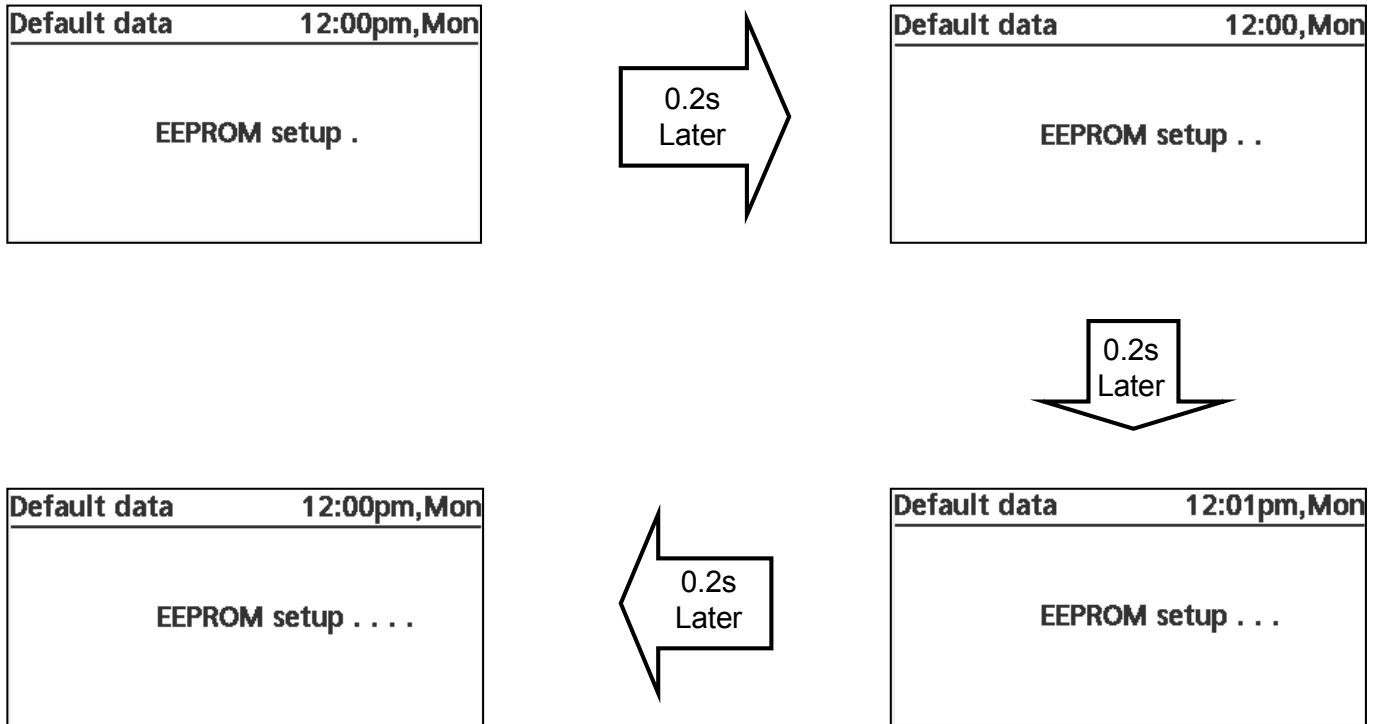 Default data 12:00pm,Mon
EEPROM setup .
0.2s
Later
Default data 12:00,Mon
EEPROM setup . .
0.2s
Later
Default data 12:01pm,Mon
EEPROM setup . . .
0.2s
Later
Default data 12:00pm,Mon
EEPROM setup . . . .